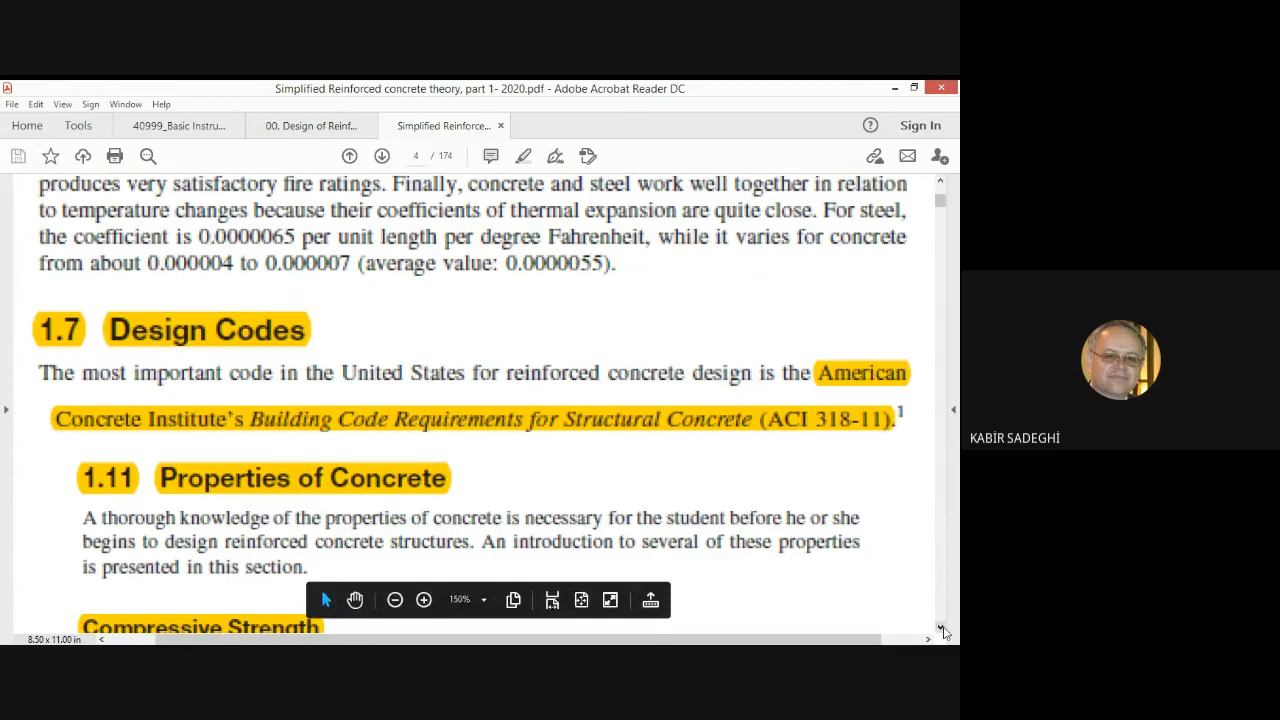 Simplified Reinforced concrete theory, part 1- 2020.pdf - Adobe Acrobat Reader DC
File Edit View Sign Window Help
Home Tools 40999_Basic Instru... 00. Design of Reinf... Simplified Reinforce... × Sign In
4 / 174
produces very satisfactory fire ratings. Finally, concrete and steel work well together in relation
to temperature changes because their coefficients of thermal expansion are quite close. For steel,
the coefficient is 0.0000065 per unit length per degree Fahrenheit, while it varies for concrete
from about 0.000004 to 0.000007 (average value: 0.0000055).
1.7 Design Codes
The most important code in the United States for reinforced concrete design is the American
Concrete Institute's Building Code Requirements for Structural Concrete (ACI 318-11).1
1.11 Properties of Concrete
A thorough knowledge of the properties of concrete is necessary for the student before he or she
begins to design reinforced concrete structures. An introduction to several of these properties
is presented in this section.
150%
Compressive Strength
8.50 x 11.00 in
KABIR SADEGHİ